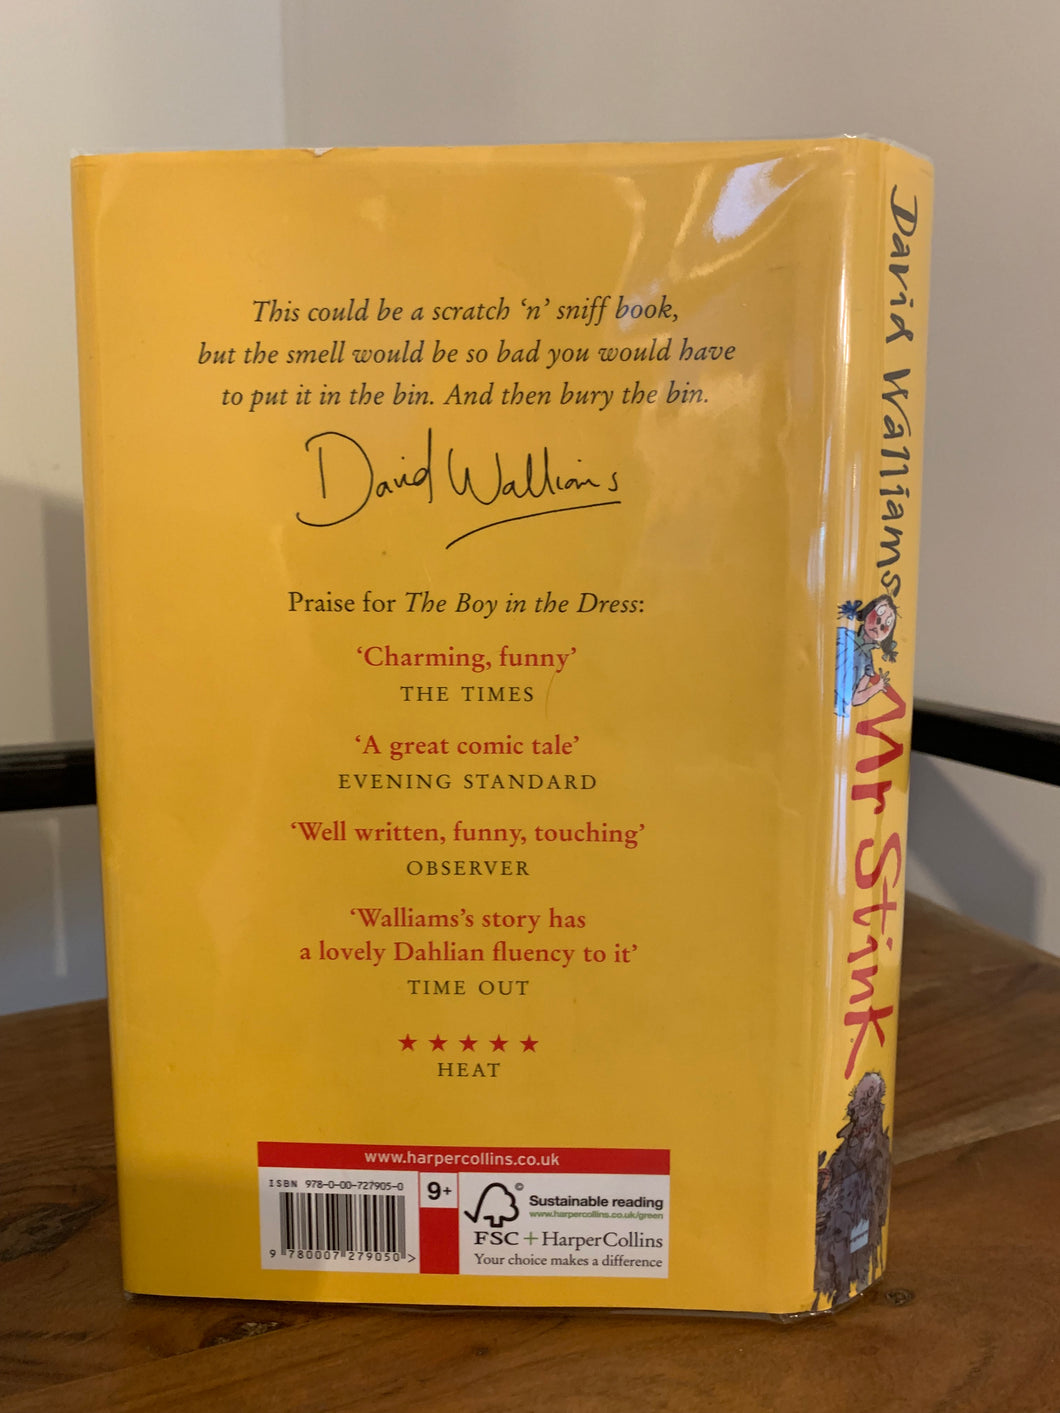 This could be a scratch ‘n’ sniff book,
but the smell would be so bad you would have
to put it in the bin. And then bury the bin.
David Walliams
Praise for The Boy in the Dress:
‘Charming, funny’
THE TIMES
‘A great comic tale’
EVENING STANDARD
‘Well written, funny, touching’
OBSERVER
‘Walliams’s story has
a lovely Dahlian fluency to it’
TIME OUT
★★★★★
HEAT
www.harpercollins.co.uk
ISBN 978-0-00-727905-0
9 780007 279050 >
9+
©
Sustainable reading
www.harpercollins.co.uk/green
FSC + HarperCollins
Your choice makes a difference
David Walliams
Mr Stink